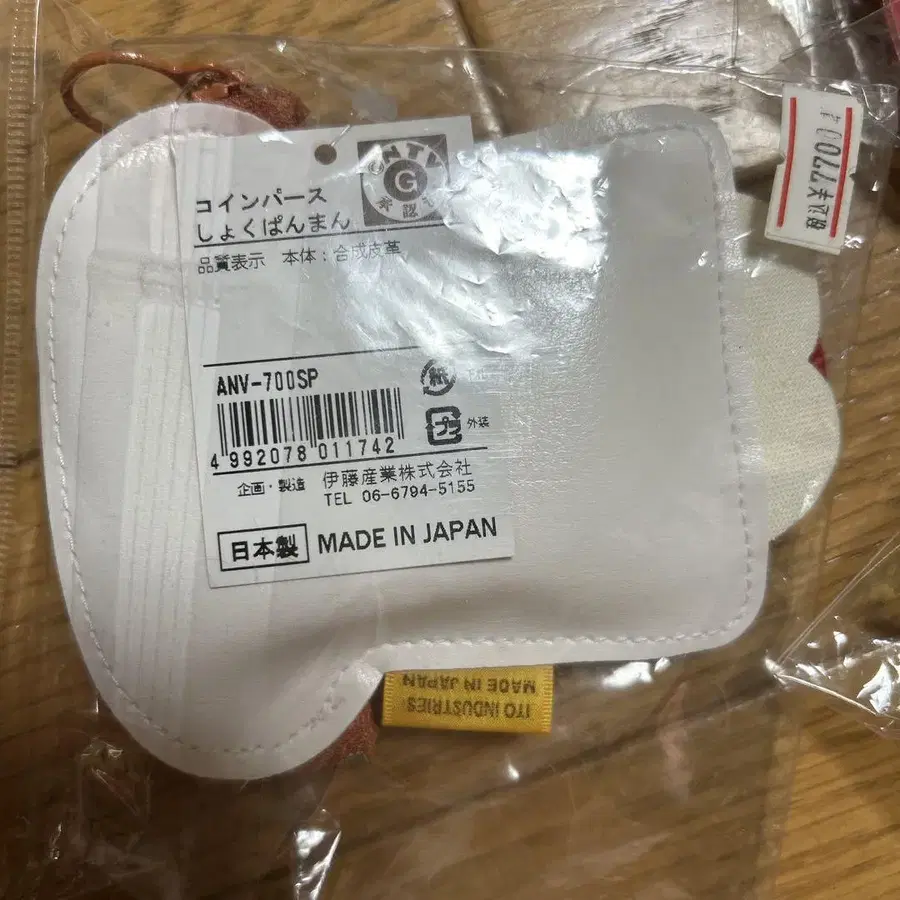 コインパース
しょくぱんまん
品質表示 本体：合成皮革
NTV
G
承認
ANV-700SP
紙
プラ
外装
4 992078 011742
企画・製造 伊藤産業株式会社
TEL 06-6794-5155
日本製 MADE IN JAPAN
ITO INDUSTRIES
MADE IN JAPAN